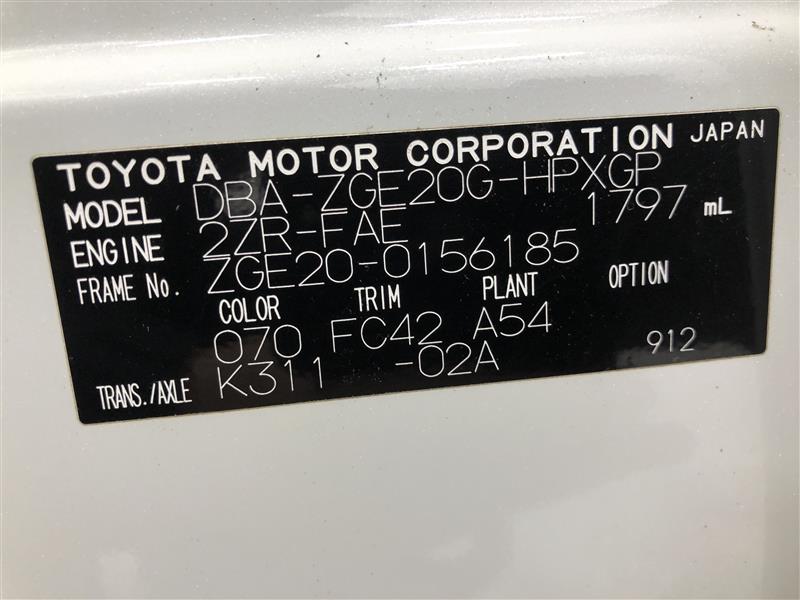 TOYOTA MOTOR CORPORATION JAPAN
MODEL DBA-ZGE20G-HPXGP
ENGINE 2ZR-FAE 1797 mL
FRAME No. ZGE20-0156185
COLOR TRIM PLANT OPTION
070 FC42 A54
TRANS./AXLE K311 -02A 912